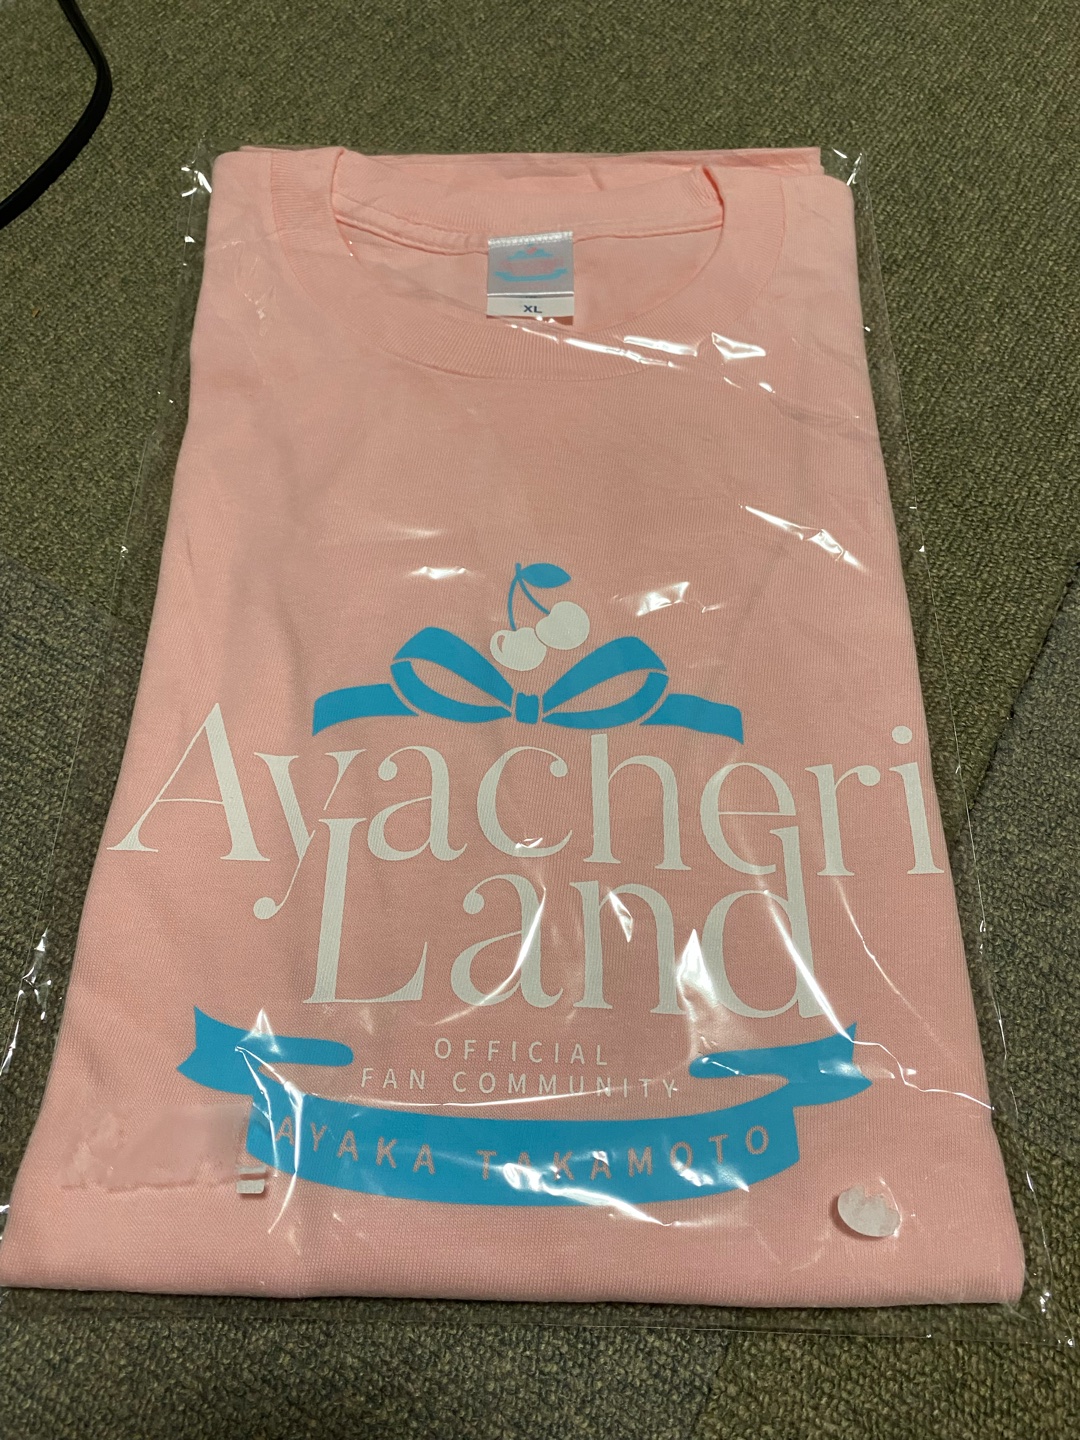 XL
Ayacheri
Land
OFFICIAL
FAN COMMUNITY
AYAKA TAKAMOTO